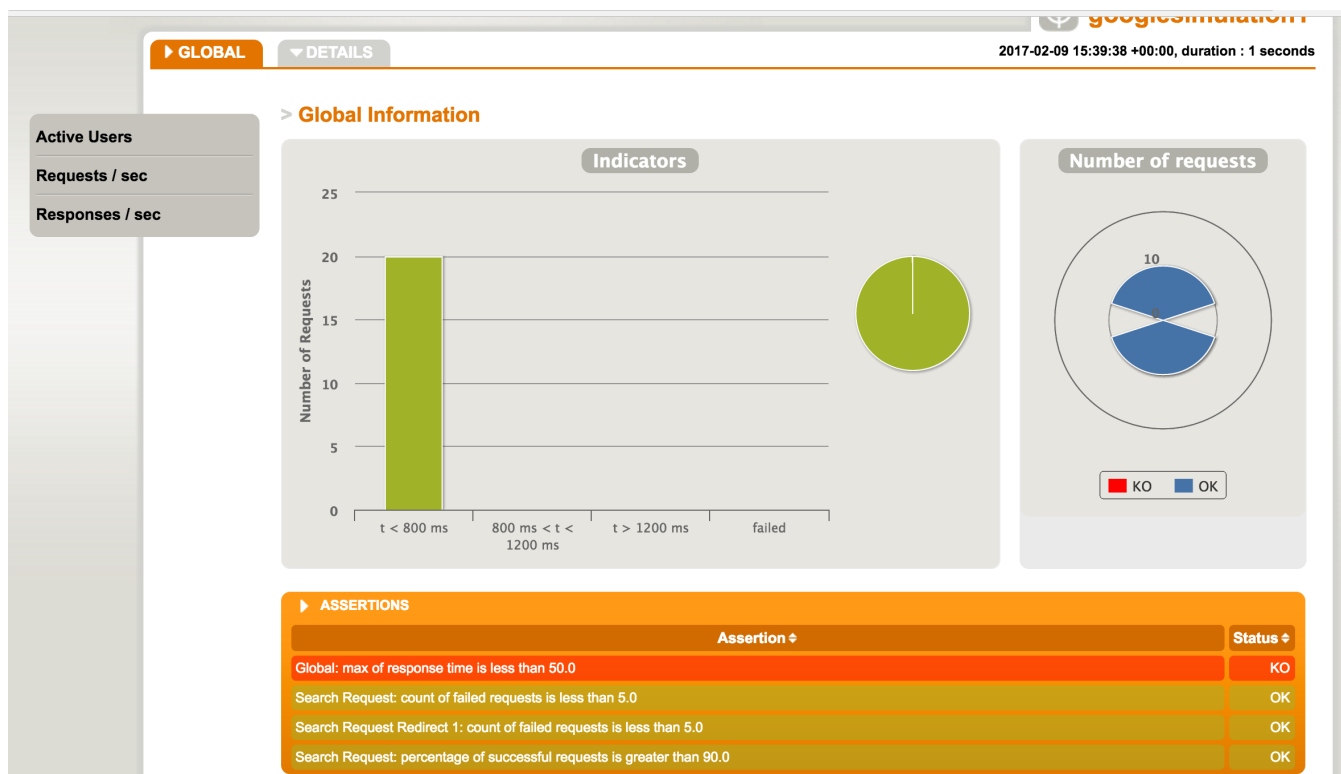 googlesimulation1
GLOBAL
DETAILS
2017-02-09 15:39:38 +00:00, duration : 1 seconds
Active Users
Requests / sec
Responses / sec
> Global Information
Indicators
Number of Requests
25
20
15
10
5
0
t < 800 ms
800 ms < t <
1200 ms
t > 1200 ms
failed
Number of requests
10
KO
OK
ASSERTIONS
Assertion Status
Global: max of response time is less than 50.0 KO
Search Request: count of failed requests is less than 5.0 OK
Search Request Redirect 1: count of failed requests is less than 5.0 OK
Search Request: percentage of successful requests is greater than 90.0 OK